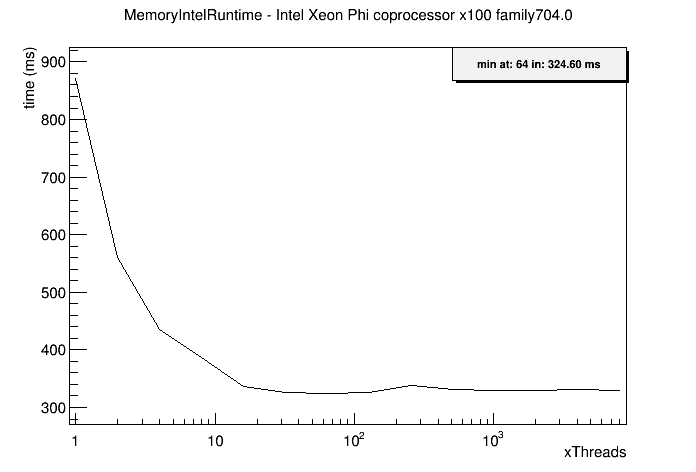 MemoryIntelRuntime - Intel Xeon Phi coprocessor x100 family704.0
min at: 64 in: 324.60 ms
time (ms)
900
800
700
600
500
400
300
1 10 10² 10³
xThreads